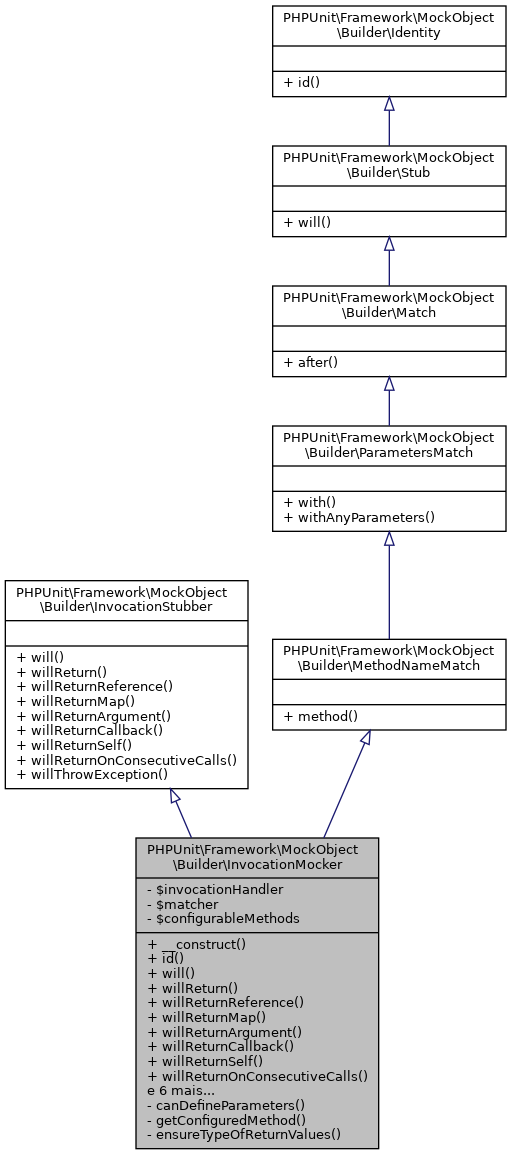 PHPUnit\Framework\MockObject
\Builder\Identity
+ id()
PHPUnit\Framework\MockObject
\Builder\Stub
+ will()
PHPUnit\Framework\MockObject
\Builder\Match
+ after()
PHPUnit\Framework\MockObject
\Builder\ParametersMatch
+ with()
+ withAnyParameters()
PHPUnit\Framework\MockObject
\Builder\InvocationStubber
+ will()
+ willReturn()
+ willReturnReference()
+ willReturnMap()
+ willReturnArgument()
+ willReturnCallback()
+ willReturnSelf()
+ willReturnOnConsecutiveCalls()
+ willThrowException()
PHPUnit\Framework\MockObject
\Builder\MethodNameMatch
+ method()
PHPUnit\Framework\MockObject
\Builder\InvocationMocker
- $invocationHandler
- $matcher
- $configurableMethods
+ __construct()
+ id()
+ will()
+ willReturn()
+ willReturnReference()
+ willReturnMap()
+ willReturnArgument()
+ willReturnCallback()
+ willReturnSelf()
+ willReturnOnConsecutiveCalls()
e 6 mais...
- canDefineParameters()
- getConfiguredMethod()
- ensureTypeOfReturnValues()